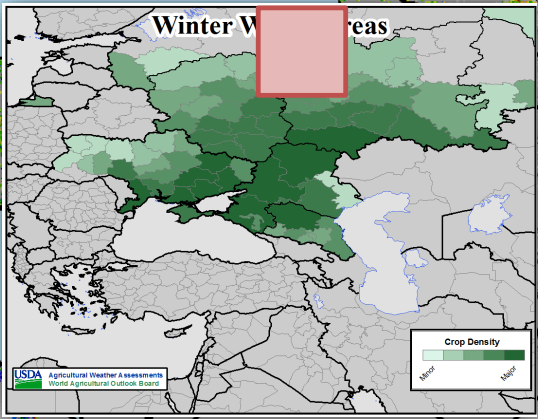 Winter W reas
Crop Density
Minor Major
USDA Agricultural Weather Assessments
World Agricultural Outlook Board